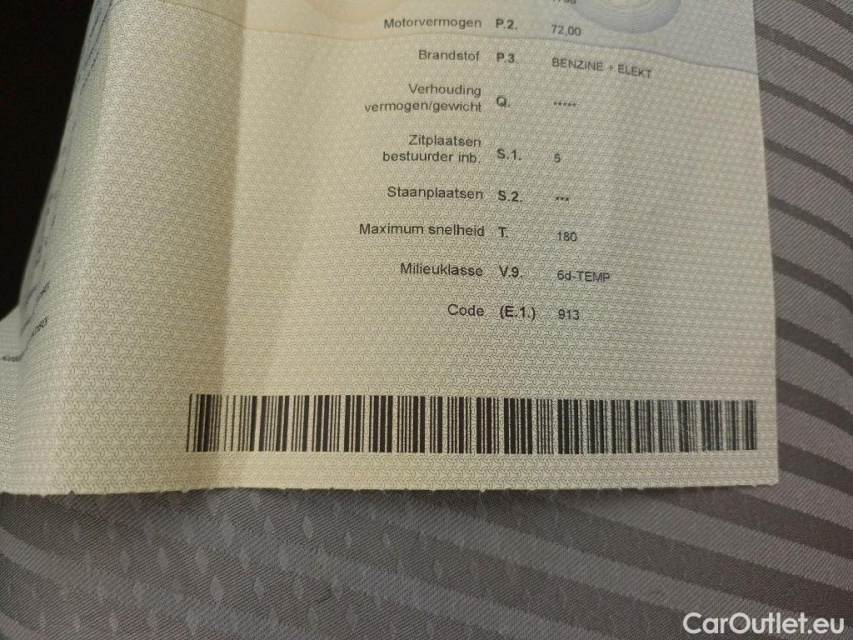 Motorvermogen P.2. 72,00
Brandstof P.3. BENZINE + ELEKT
Verhouding
vermogen/gewicht Q. *****
Zitplaatsen
bestuurder inb. S.1. 5
Staanplaatsen S.2. ***
Maximum snelheid T. 180
Milieuklasse V.9. 6d-TEMP
Code (E.1.) 913
CarOutlet.eu